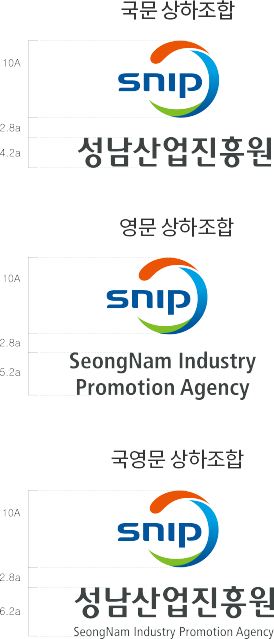 국문 상하조합
10A
snip
2.8a
4.2a
성남산업진흥원
영문 상하조합
10A
snip
2.8a
5.2a
SeongNam Industry
Promotion Agency
국영문 상하조합
10A
snip
2.8a
6.2a
성남산업진흥원
SeongNam Industry Promotion Agency